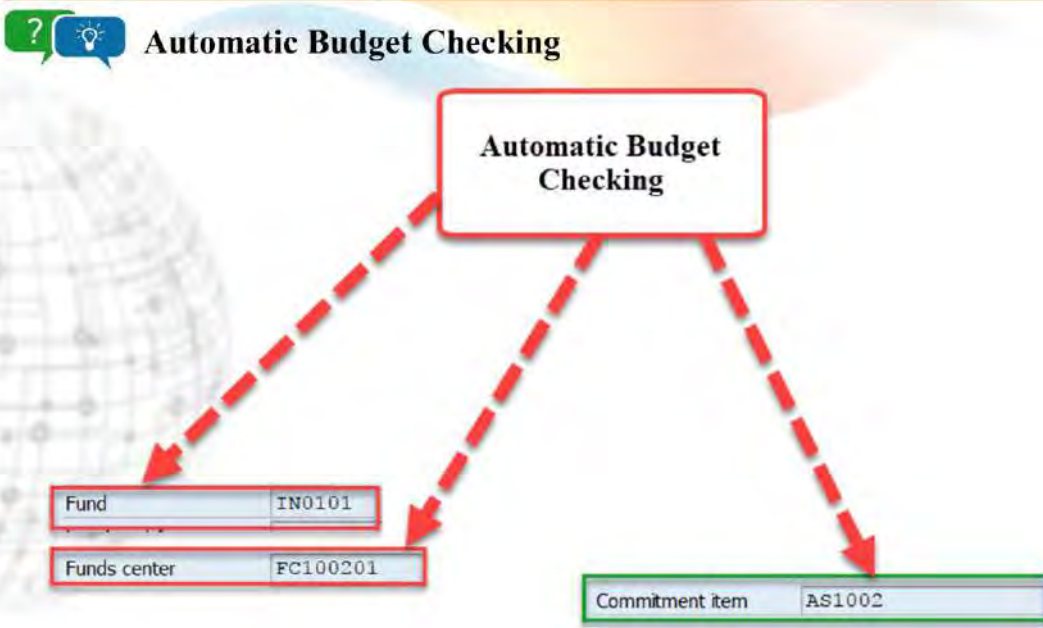 ?
Automatic Budget Checking
Automatic Budget
Checking
Fund IN0101
Funds center FC100201
Commitment item AS1002